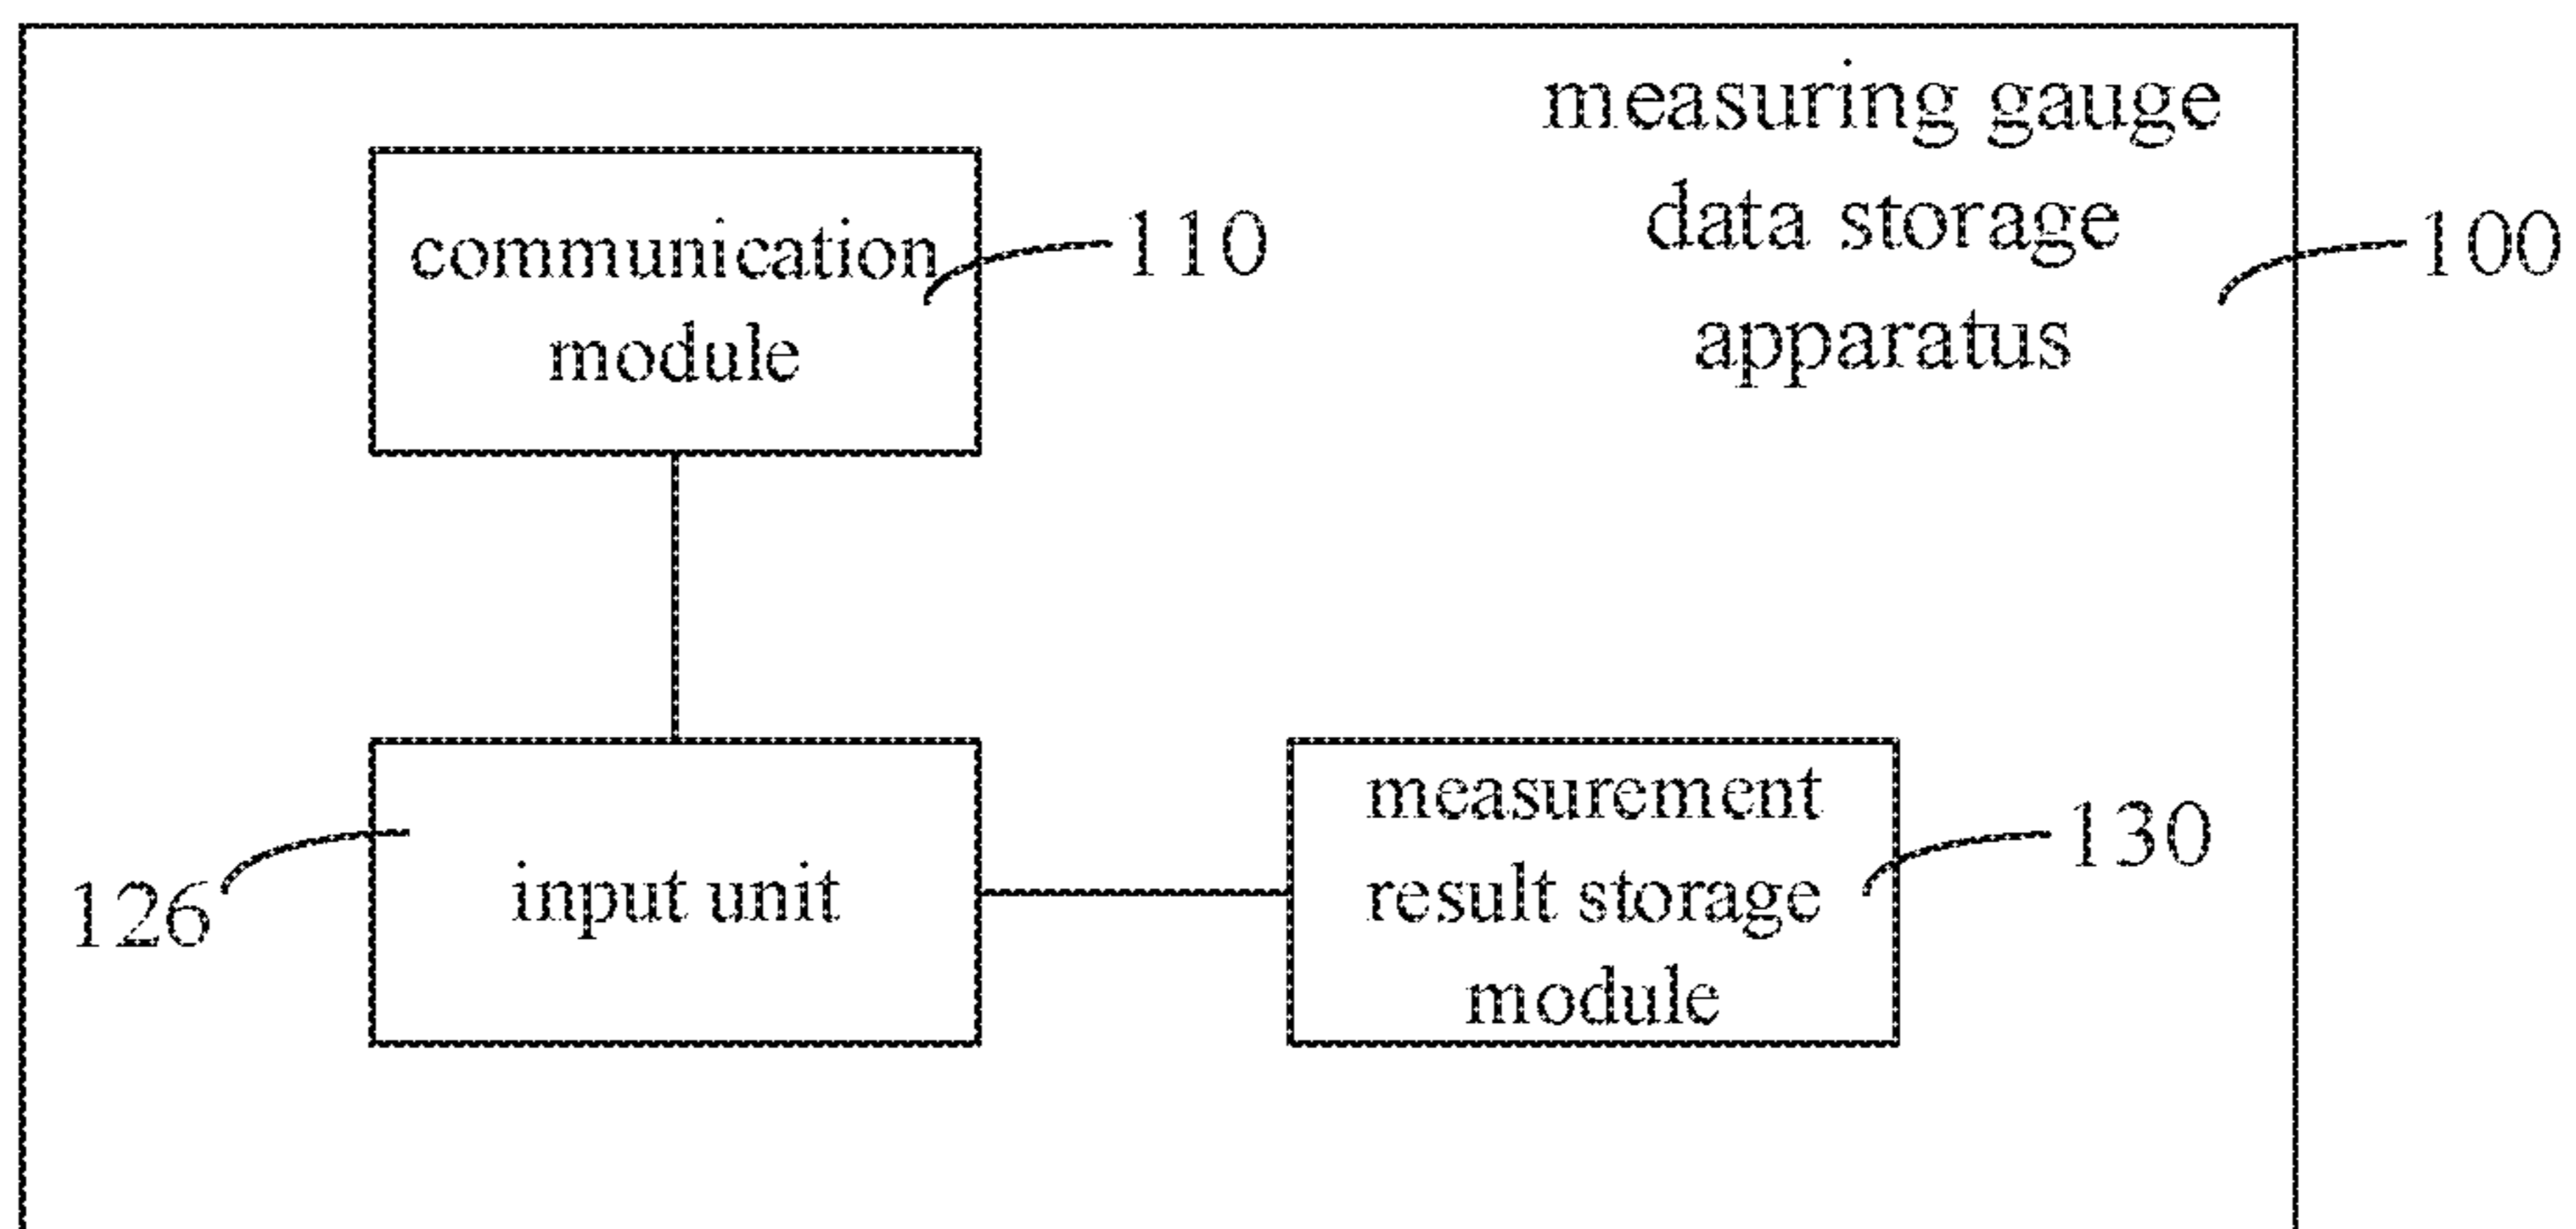 measuring gauge
data storage
apparatus
100
communication
module
110
input unit
126
measurement
result storage
module
130